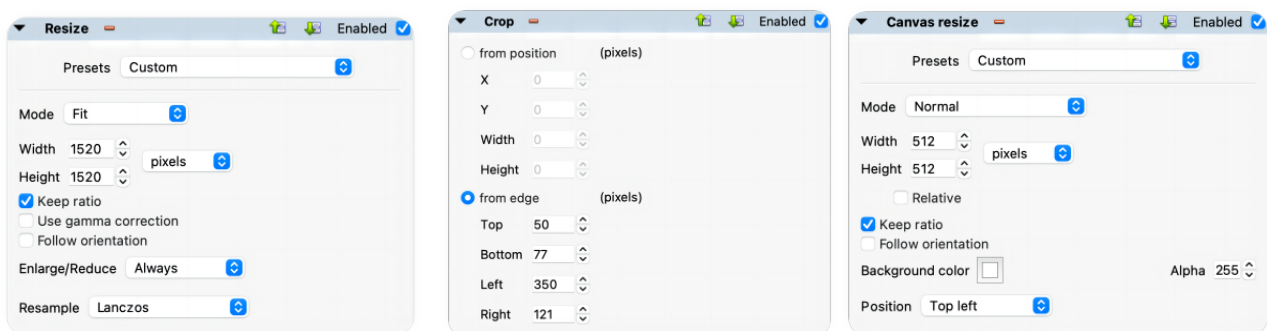 Resize Enabled
Presets Custom
Mode Fit
Width 1520
pixels
Height 1520
Keep ratio
Use gamma correction
Follow orientation
Enlarge/Reduce Always
Resample Lanczos
Crop Enabled
from position (pixels)
X 0
Y 0
Width 0
Height 0
from edge (pixels)
Top 50
Bottom 77
Left 350
Right 121
Canvas resize Enabled
Presets Custom
Mode Normal
Width 512
pixels
Height 512
Relative
Keep ratio
Follow orientation
Background color Alpha 255
Position Top left